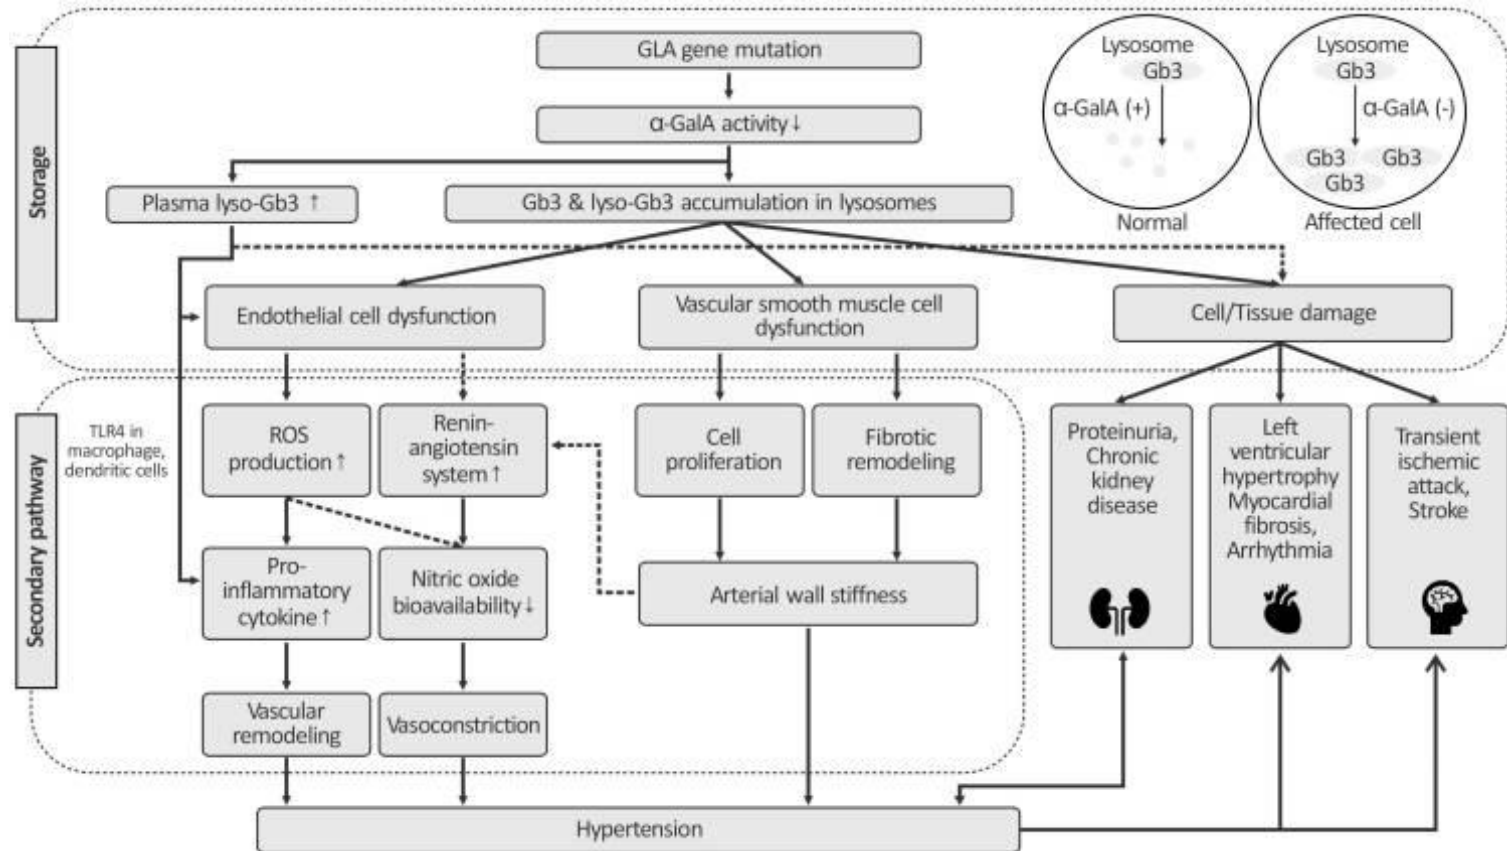 Storage
GLA gene mutation
α-GalA activity↓
Plasma lyso-Gb3 ↑
Gb3 & lyso-Gb3 accumulation in lysosomes
Lysosome
Gb3
α-GalA (+)
Normal
Lysosome
Gb3
α-GalA (-)
Gb3
Gb3
Gb3
Affected cell
Endothelial cell dysfunction
Vascular smooth muscle cell
dysfunction
Cell/Tissue damage
Secondary pathway
TLR4 in
macrophage,
dendritic cells
ROS
production↑
Renin-
angiotensin
system↑
Cell
proliferation
Fibrotic
remodeling
Proteinuria,
Chronic
kidney
disease
Left
ventricular
hypertrophy
Myocardial
fibrosis,
Arrhythmia
Transient
ischemic
attack,
Stroke
Pro-
inflammatory
cytokine↑
Nitric oxide
bioavailability↓
Arterial wall stiffness
Vascular
remodeling
Vasoconstriction
Hypertension